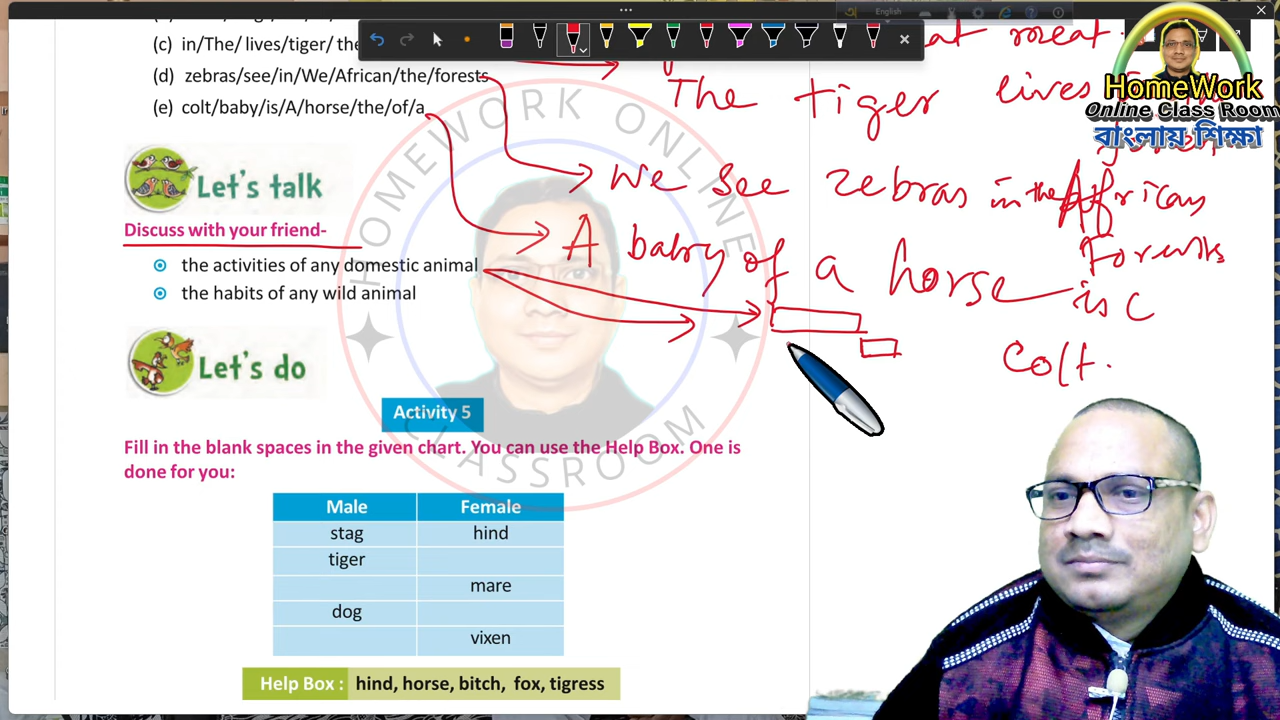 English
(c) in/The/ lives/tiger/ the
(d) zebras/see/in/We/African/the/forests
(e) colt/baby/is/A/horse/the/of/a
eat meat.
The tiger lives
We see zebras in the African
Forests
A baby of a horse is
Colt.
HomeWork
Online Class Room
বাংলায় শিক্ষা
HOMEWORK ONLINE
CLASSROOM
Let's talk
Discuss with your friend-
the activities of any domestic animal
the habits of any wild animal
Let's do
Activity 5
Fill in the blank spaces in the given chart. You can use the Help Box. One is
done for you:
Male Female
stag hind
tiger
mare
dog
vixen
Help Box : hind, horse, bitch, fox, tigress